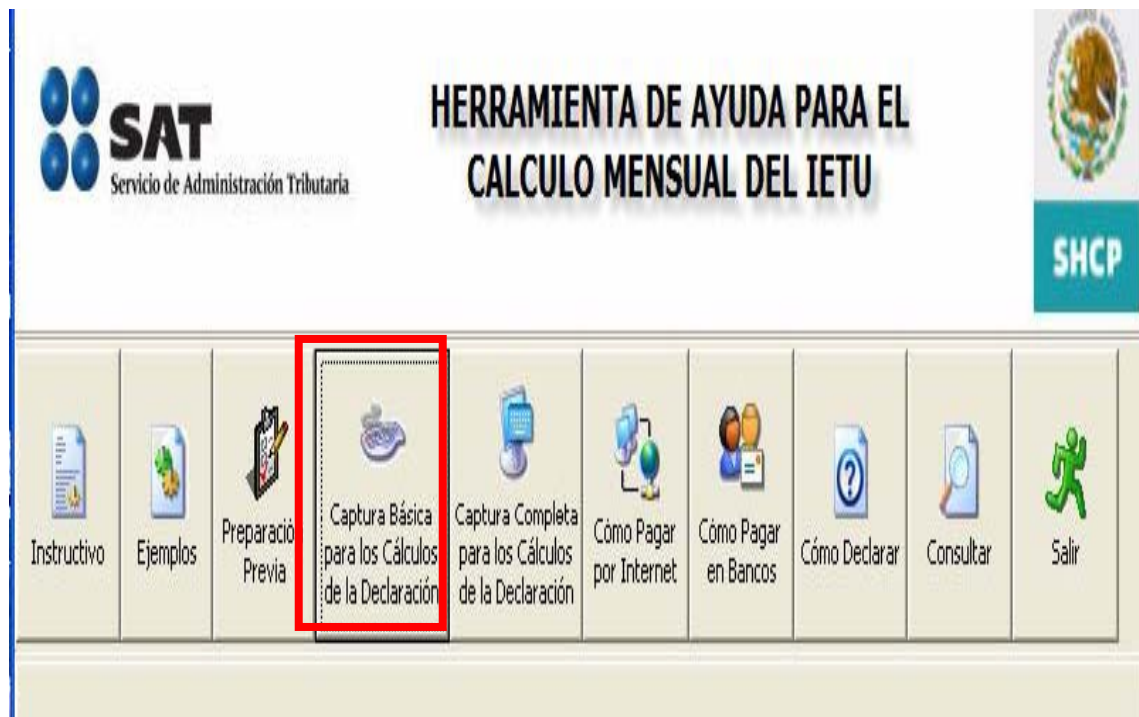 SAT
Servicio de Administración Tributaria
HERRAMIENTA DE AYUDA PARA EL
CALCULO MENSUAL DEL IETU
SHCP
Instructivo
Ejemplos
Preparació
Previa
Captura Básica
para los Cálculos
de la Declaración
Captura Completa
para los Cálculos
de la Declaración
Cómo Pagar
por Internet
Cómo Pagar
en Bancos
Cómo Declarar
Consultar
Salir